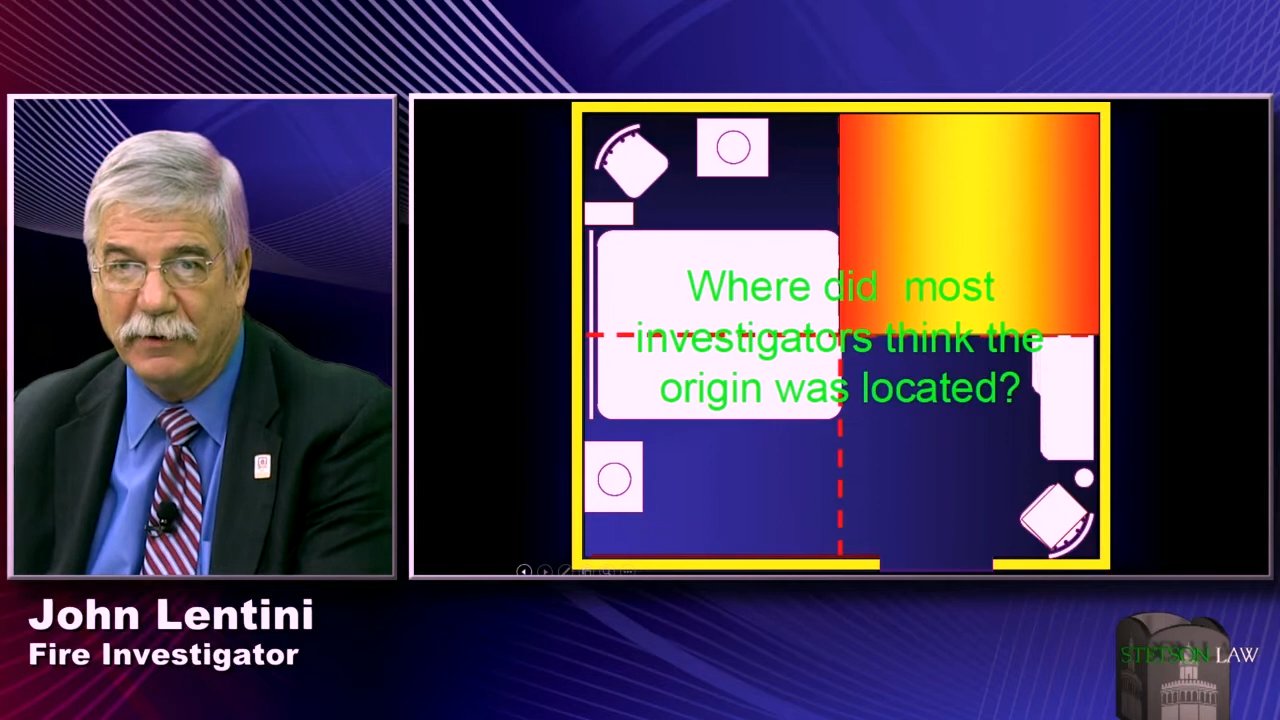 Where did most
investigators think the
origin was located?
John Lentini
Fire Investigator
STETSON LAW